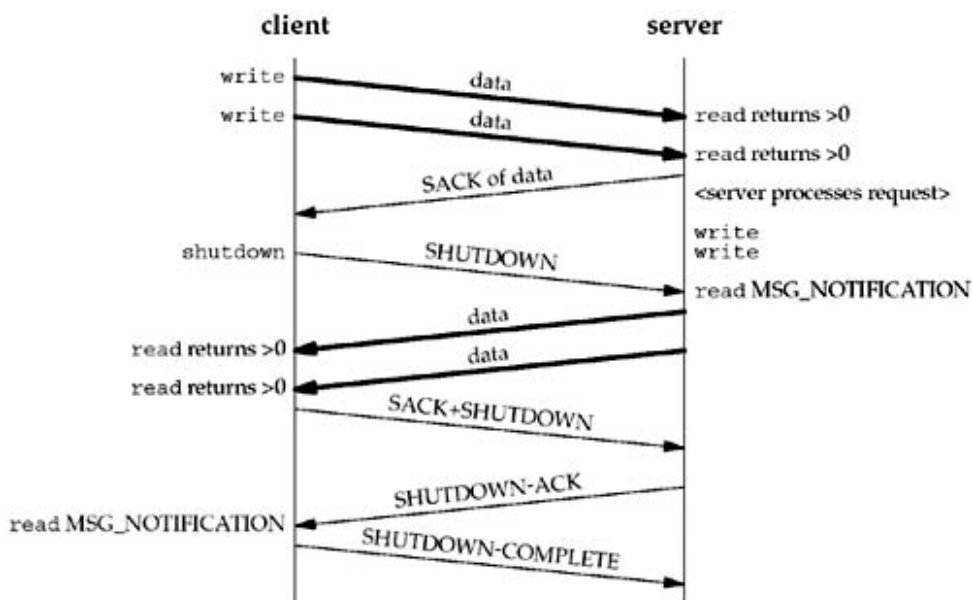 client
server
write
data
read returns >0
write
data
read returns >0
SACK of data
<server processes request>
write
write
shutdown
SHUTDOWN
read MSG_NOTIFICATION
data
read returns >0
data
read returns >0
SACK+SHUTDOWN
SHUTDOWN-ACK
read MSG_NOTIFICATION
SHUTDOWN-COMPLETE